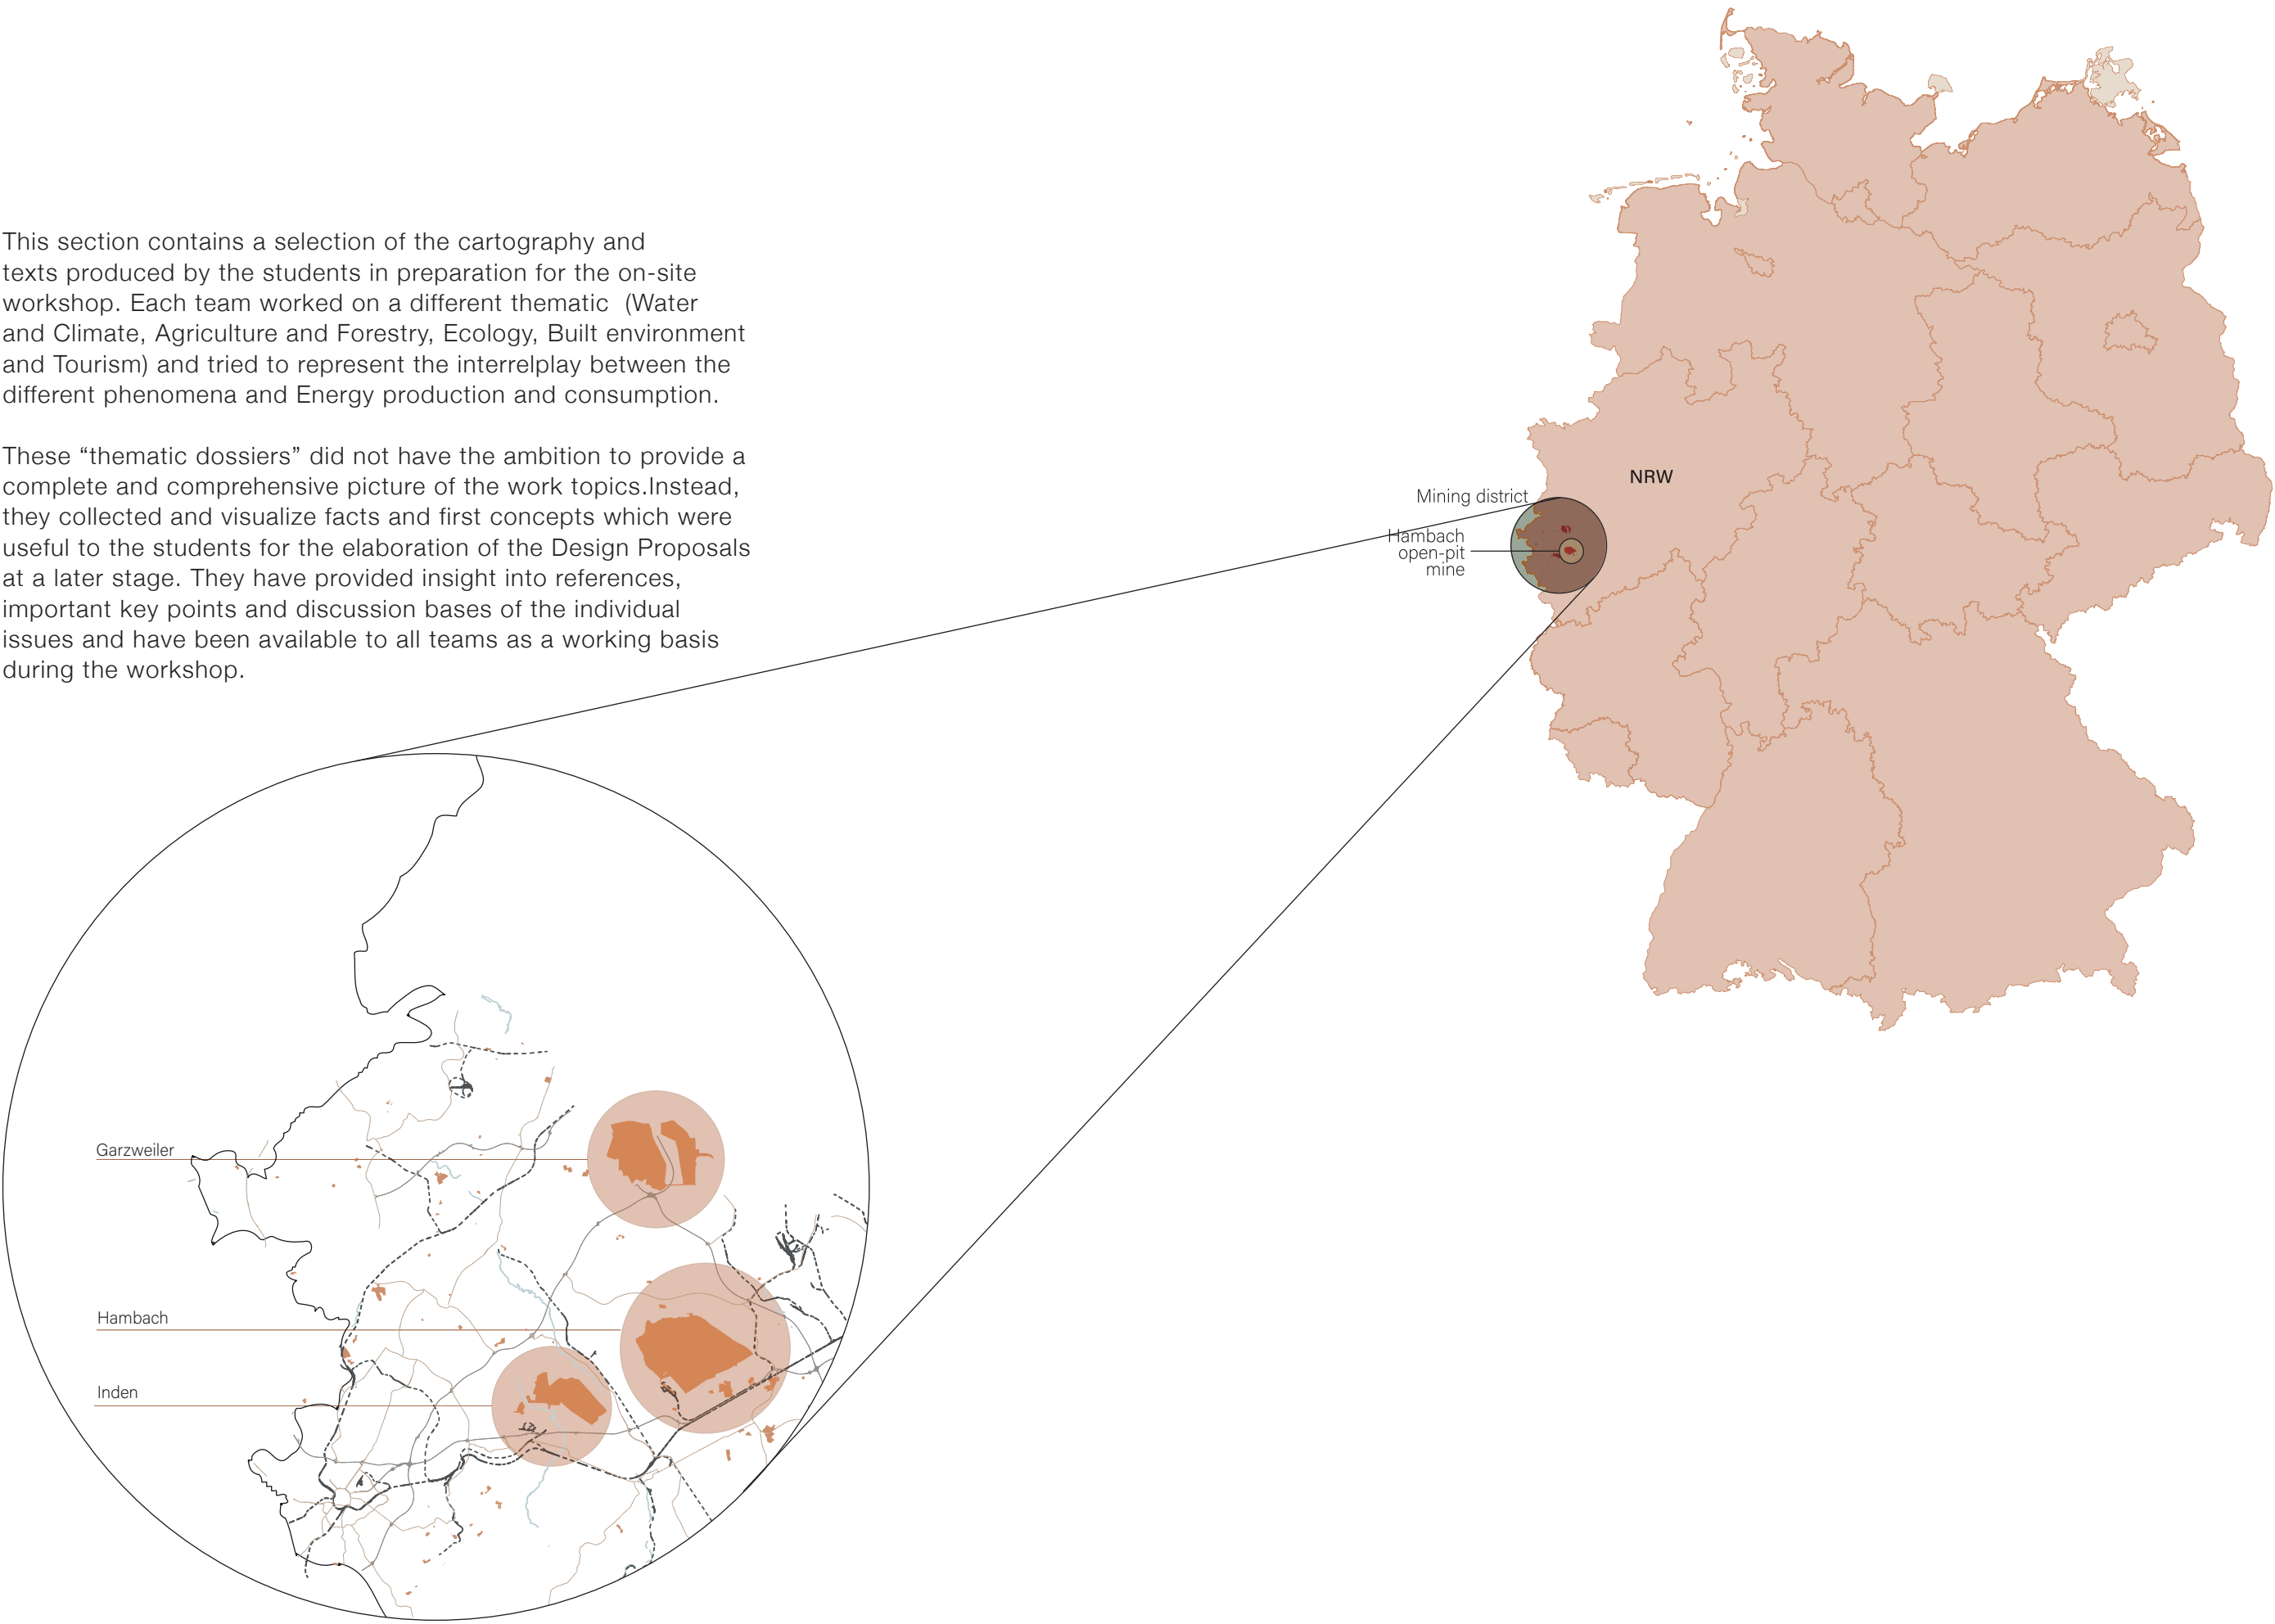 This section contains a selection of the cartography and
texts produced by the students in preparation for the on-site
workshop. Each team worked on a different thematic  (Water
and Climate, Agriculture and Forestry, Ecology, Built environment
and Tourism) and tried to represent the interrelplay between the
different phenomena and Energy production and consumption.

These “thematic dossiers” did not have the ambition to provide a
complete and comprehensive picture of the work topics.Instead,
they collected and visualize facts and first concepts which were
useful to the students for the elaboration of the Design Proposals
at a later stage. They have provided insight into references,
important key points and discussion bases of the individual
issues and have been available to all teams as a working basis
during the workshop.

NRW
Mining district
Hambach
open-pit
mine
Garzweiler
Hambach
Inden